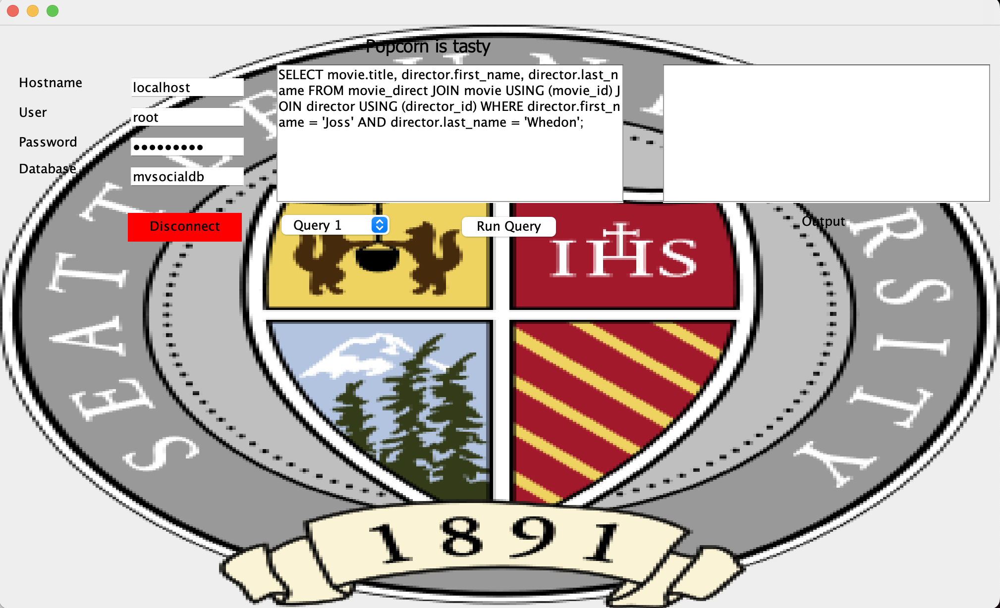 Popcorn is tasty
Hostname
localhost
User
root
Password
Database
mvsocialdb
SELECT movie.title, director.first_name, director.last_n
ame FROM movie_direct JOIN movie USING (movie_id) J
OIN director USING (director_id) WHERE director.first_n
ame = 'Joss' AND director.last_name = 'Whedon';
Disconnect
Query 1
Run Query
Output
IHS
SEATT
RSITY
1891